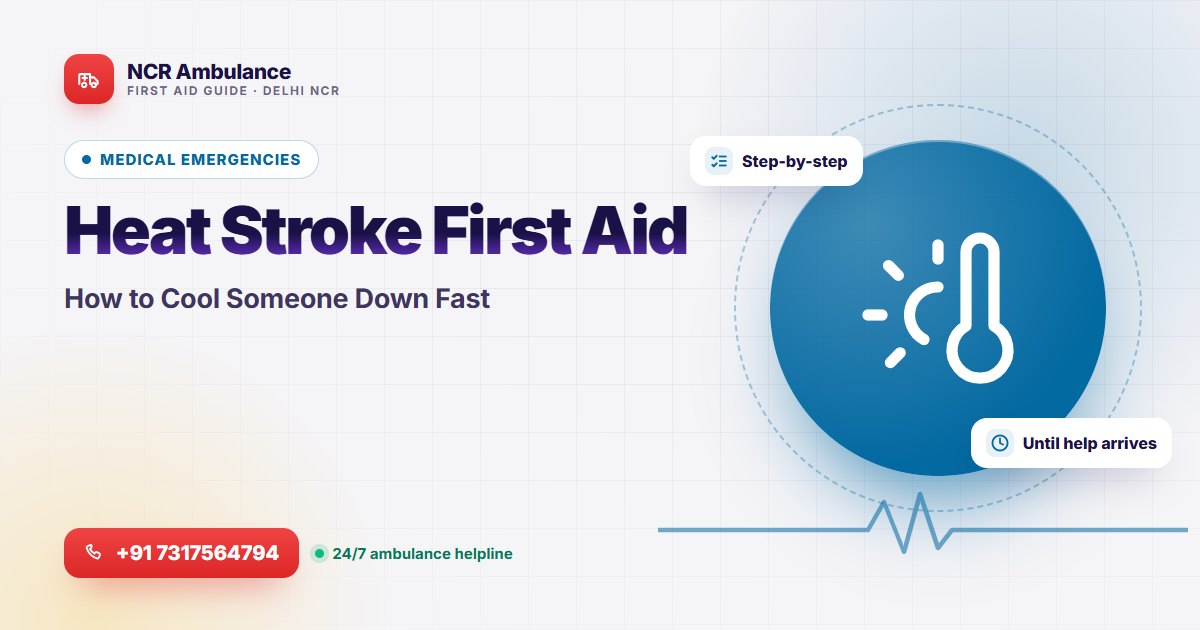 NCR Ambulance
FIRST AID GUIDE · DELHI NCR
MEDICAL EMERGENCIES
Step-by-step
Heat Stroke First Aid
How to Cool Someone Down Fast
Until help arrives
+91 7317564794
24/7 ambulance helpline